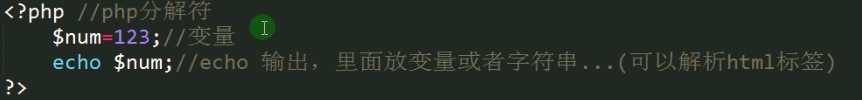 <?php //php分解符
$num=123;//变量
echo $num;//echo 输出，里面放变量或者字符串...(可以解析html标签)
?>